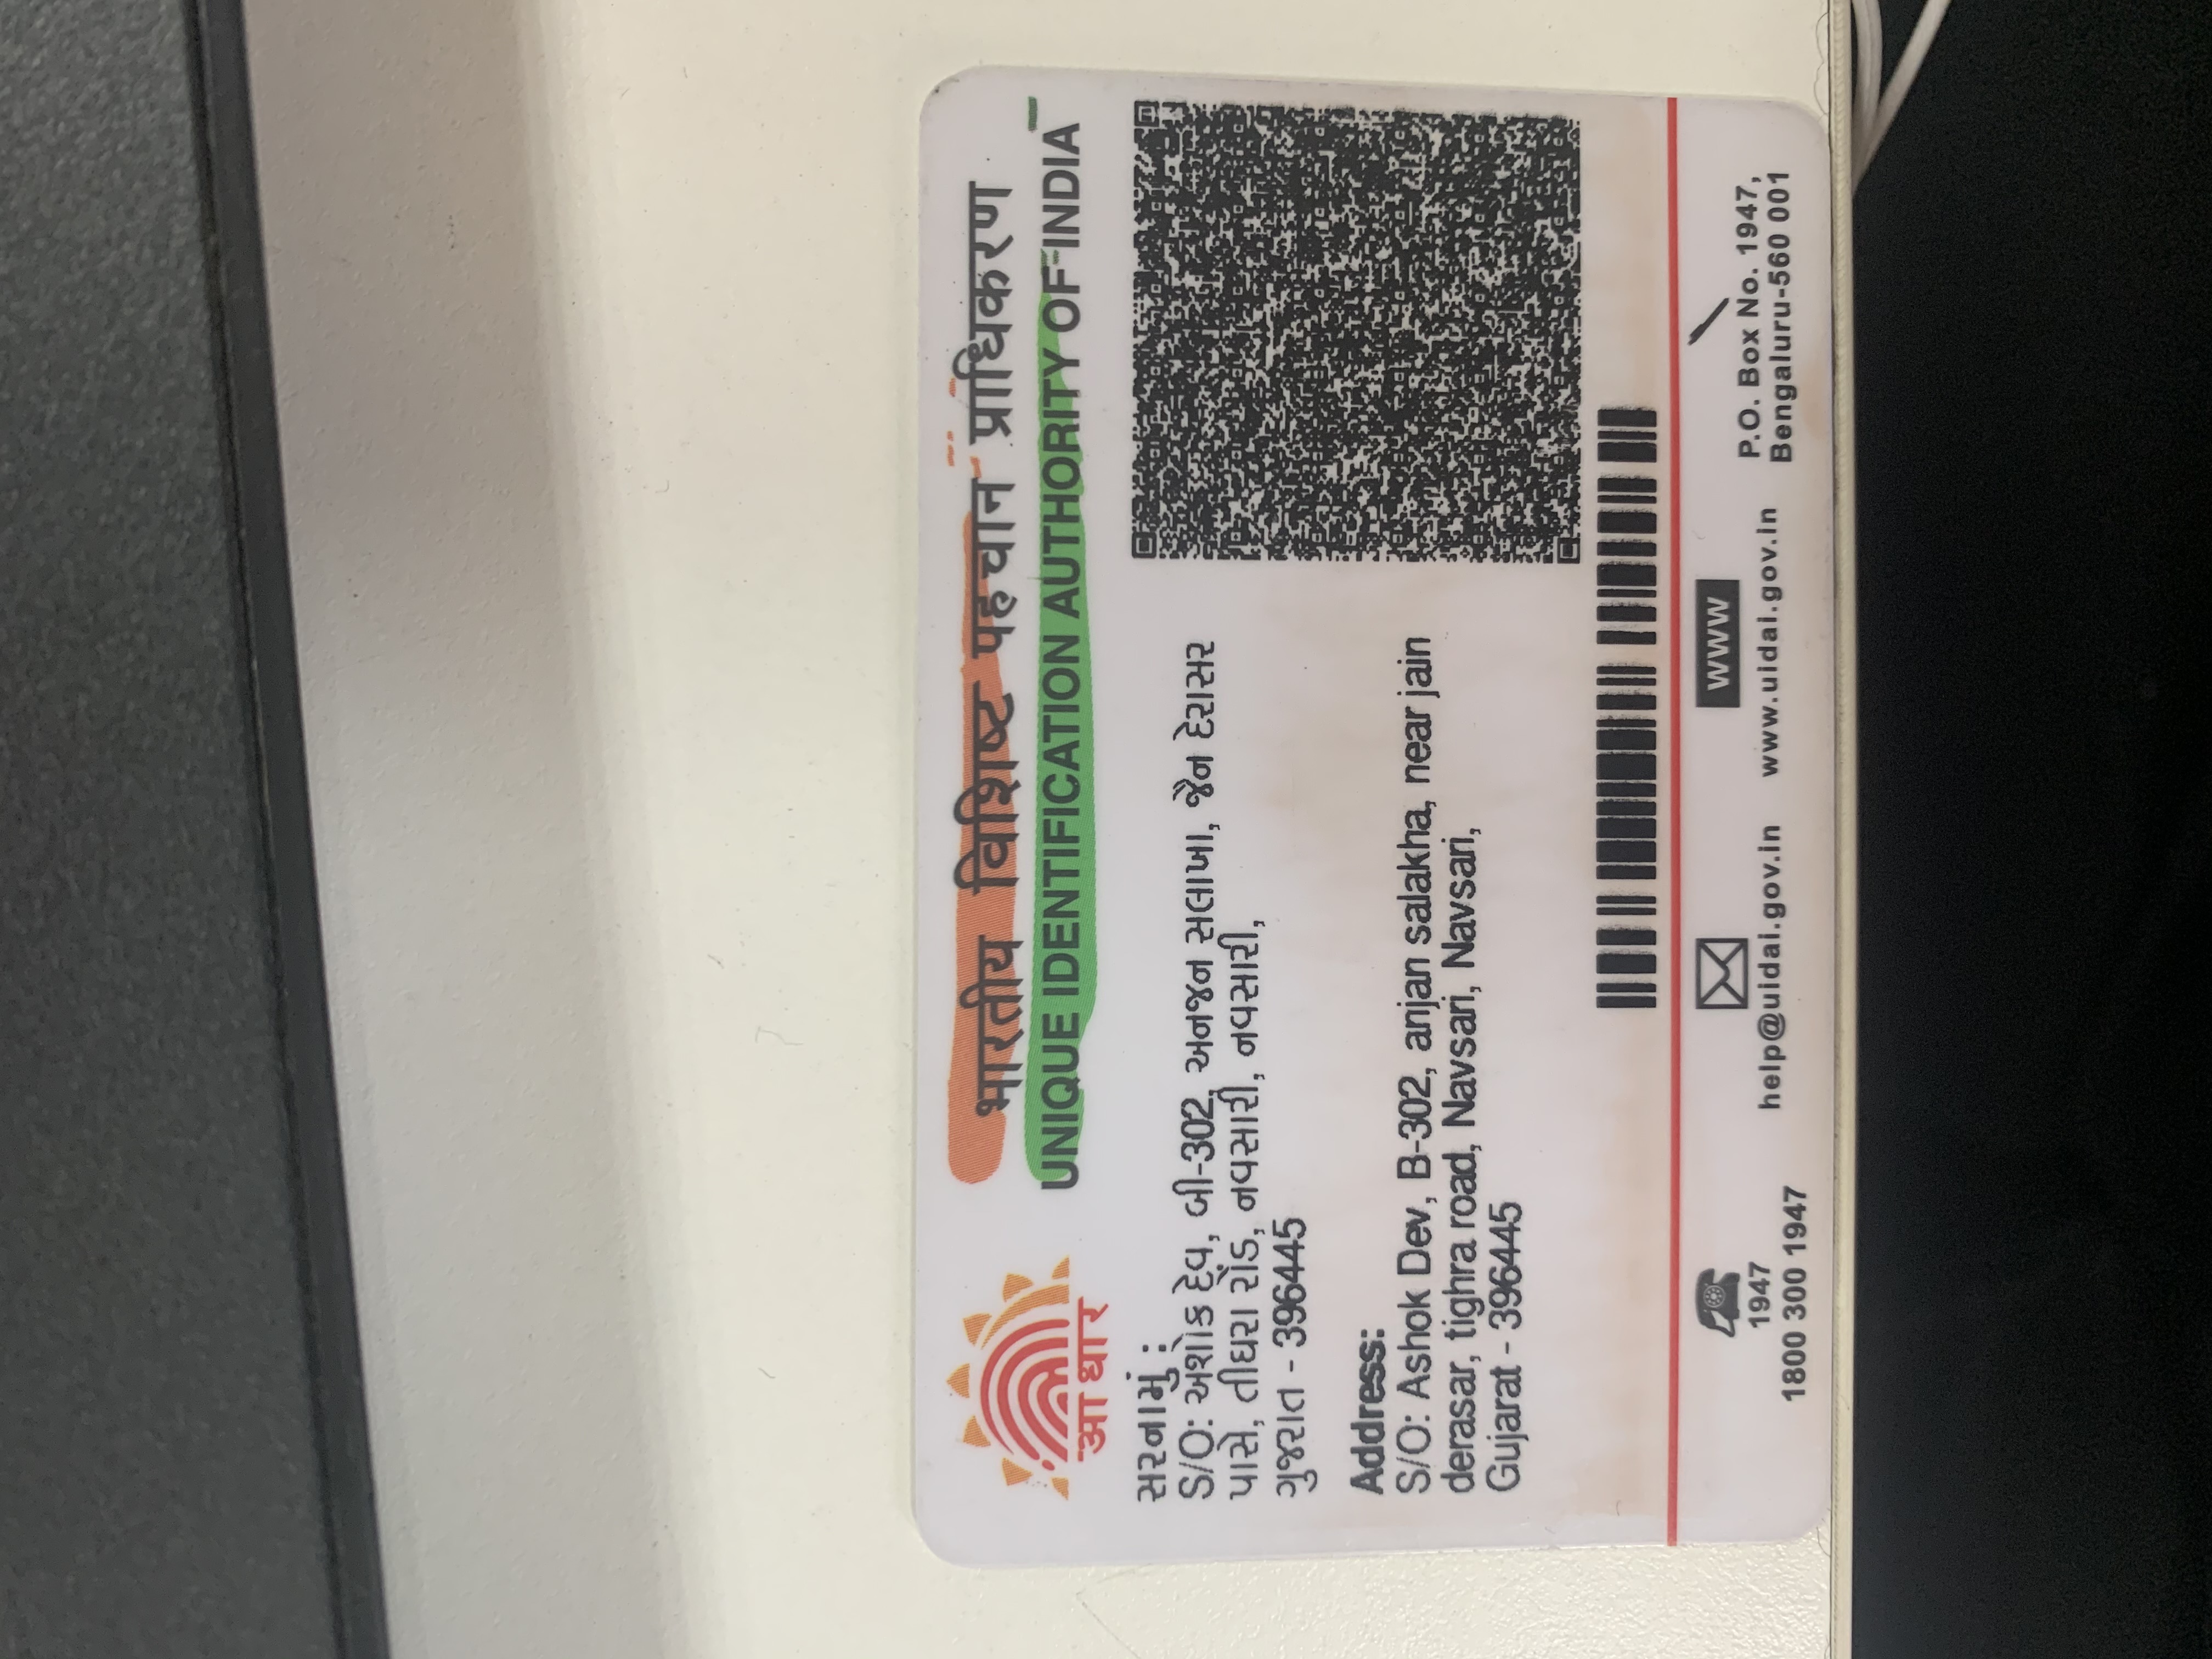 भारतीय विशिष्ट पहचान प्राधिकरण
UNIQUE IDENTIFICATION AUTHORITY OF INDIA
आधार
સરનામું :
S/O: અશોક દેવ, બી-302, અનજન સલાખા, જૈન દેરાસર
પાસે, તીઘરા રોંડ, નવસારી, નવસારી,
ગુજરાત - 396445
Address:
S/O: Ashok Dev, B-302, anjan salakha, near jain
derasar, tighra road, Navsari, Navsari,
Gujarat - 396445
1947
1800 300 1947
help@uidai.gov.in
WWW
www.uidai.gov.in
P.O. Box No. 1947,
Bengaluru-560 001